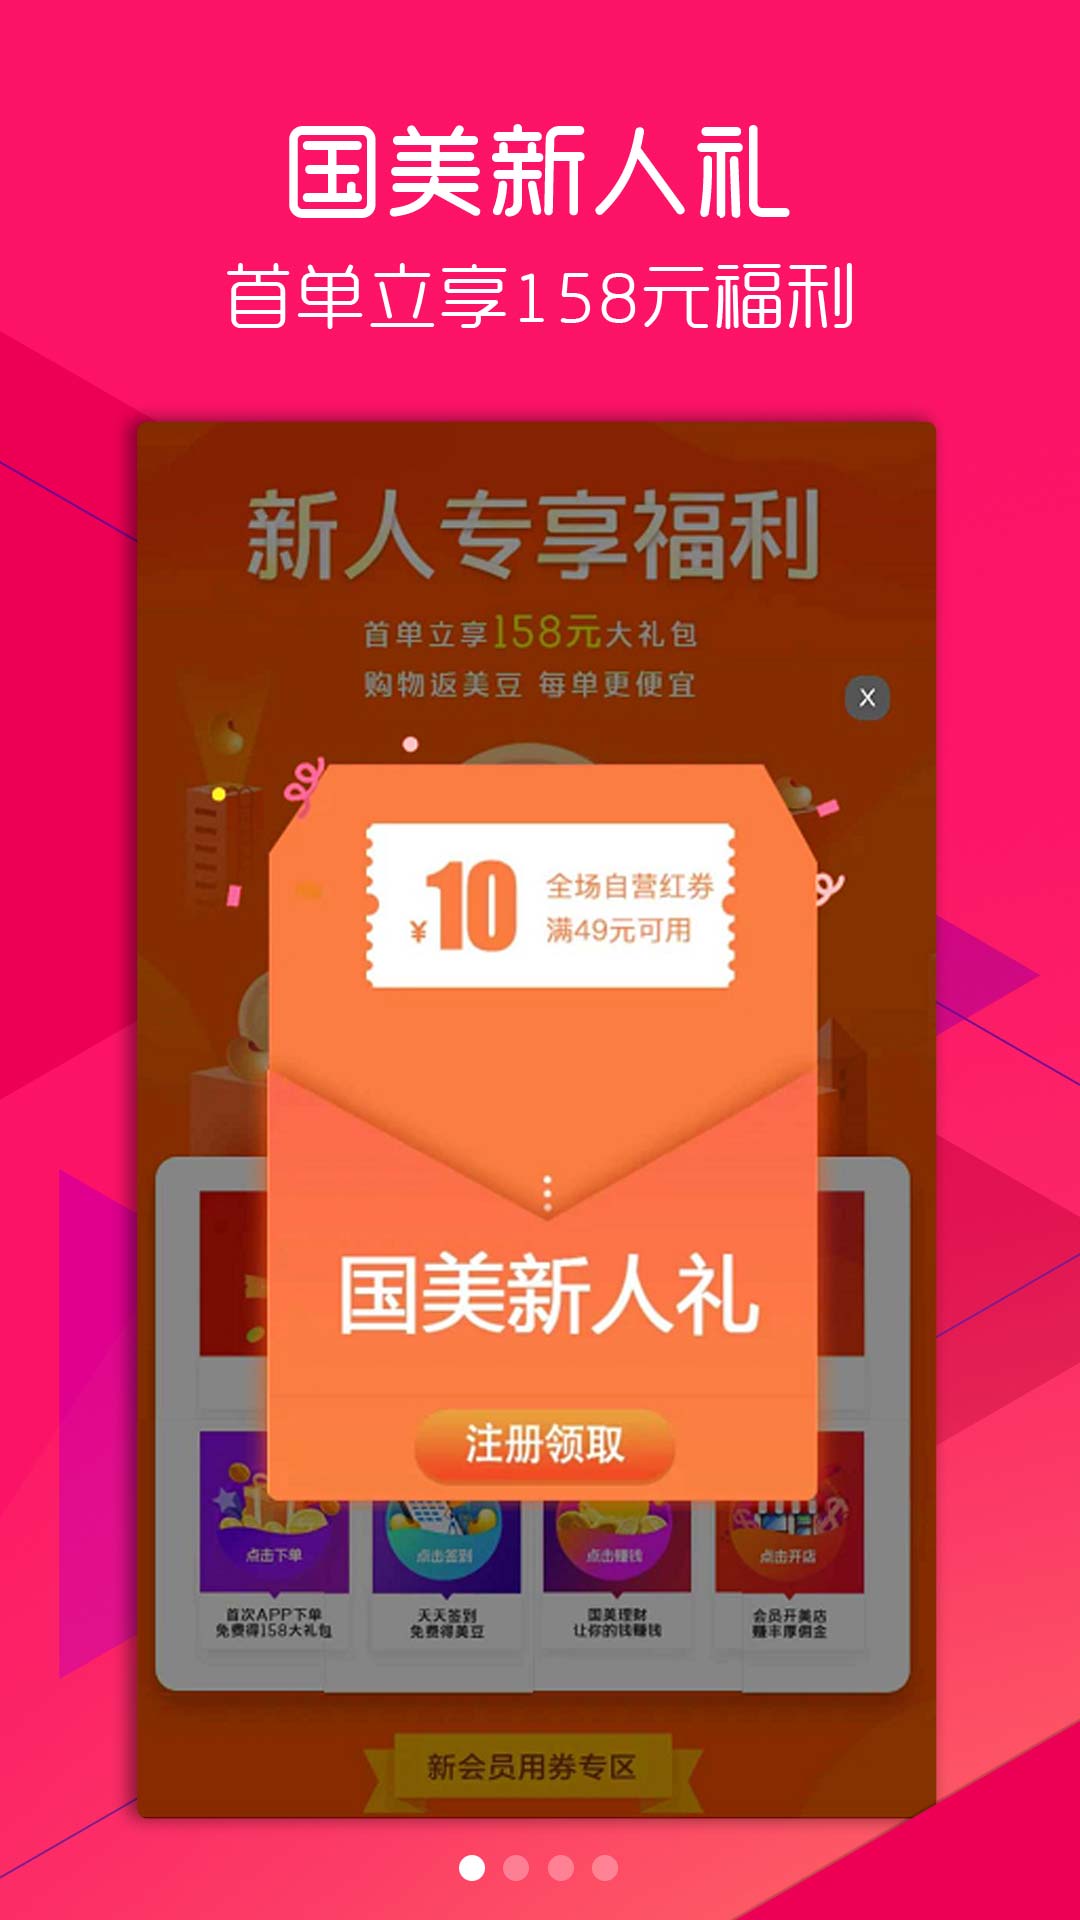 国美新人礼
首单立享158元福利
新人专享福利
首单立享158元大礼包
购物返美豆 每单更便宜
X
¥10
全场自营红券
满49元可用
国美新人礼
注册领取
点击下单
点击签到
点击赚钱
点击开店
首次APP下单
免费得158大礼包
天天签到
免费得美豆
国美理财
让你的钱赚钱
会员开美店
赚丰厚佣金
新会员用券专区